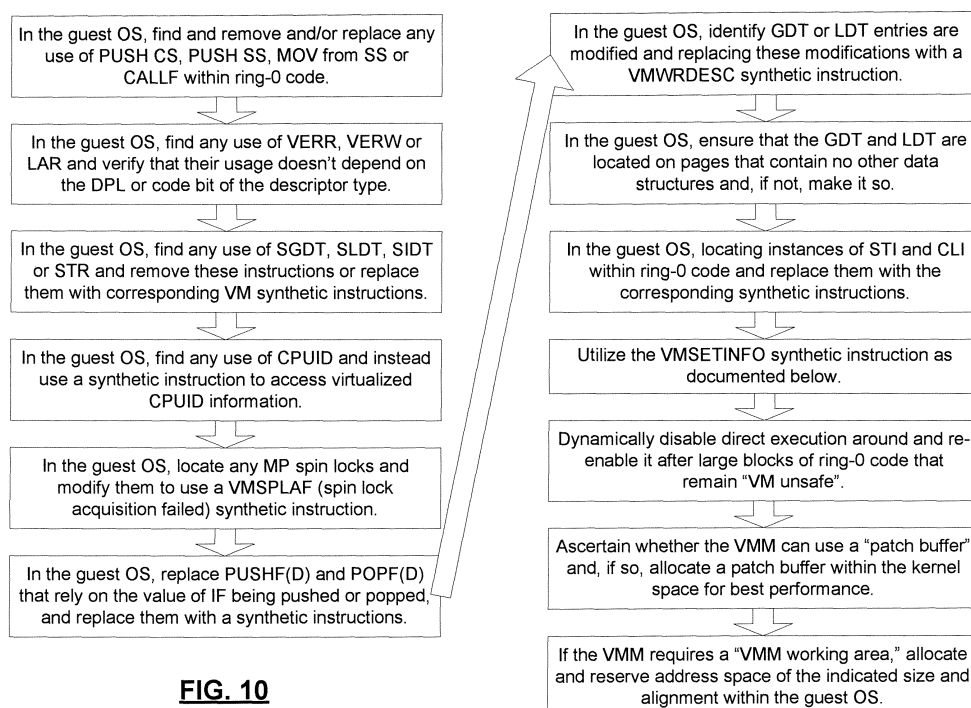 In the guest OS, find and remove and/or replace any
use of PUSH CS, PUSH SS, MOV from SS or
CALLF within ring-0 code.
In the guest OS, find any use of VERR, VERW or
LAR and verify that their usage doesn't depend on
the DPL or code bit of the descriptor type.
In the guest OS, find any use of SGDT, SLDT, SIDT
or STR and remove these instructions or replace
them with corresponding VM synthetic instructions.
In the guest OS, find any use of CPUID and instead
use a synthetic instruction to access virtualized
CPUID information.
In the guest OS, locate any MP spin locks and
modify them to use a VMSPLAF (spin lock
acquisition failed) synthetic instruction.
In the guest OS, replace PUSHF(D) and POPF(D)
that rely on the value of IF being pushed or popped,
and replace them with a synthetic instructions.
FIG. 10
In the guest OS, identify GDT or LDT entries are
modified and replacing these modifications with a
VMWRDESC synthetic instruction.
In the guest OS, ensure that the GDT and LDT are
located on pages that contain no other data
structures and, if not, make it so.
In the guest OS, locating instances of STI and CLI
within ring-0 code and replace them with the
corresponding synthetic instructions.
Utilize the VMSETINFO synthetic instruction as
documented below.
Dynamically disable direct execution around and re-
enable it after large blocks of ring-0 code that
remain "VM unsafe".
Ascertain whether the VMM can use a "patch buffer"
and, if so, allocate a patch buffer within the kernel
space for best performance.
If the VMM requires a "VMM working area," allocate
and reserve address space of the indicated size and
alignment within the guest OS.